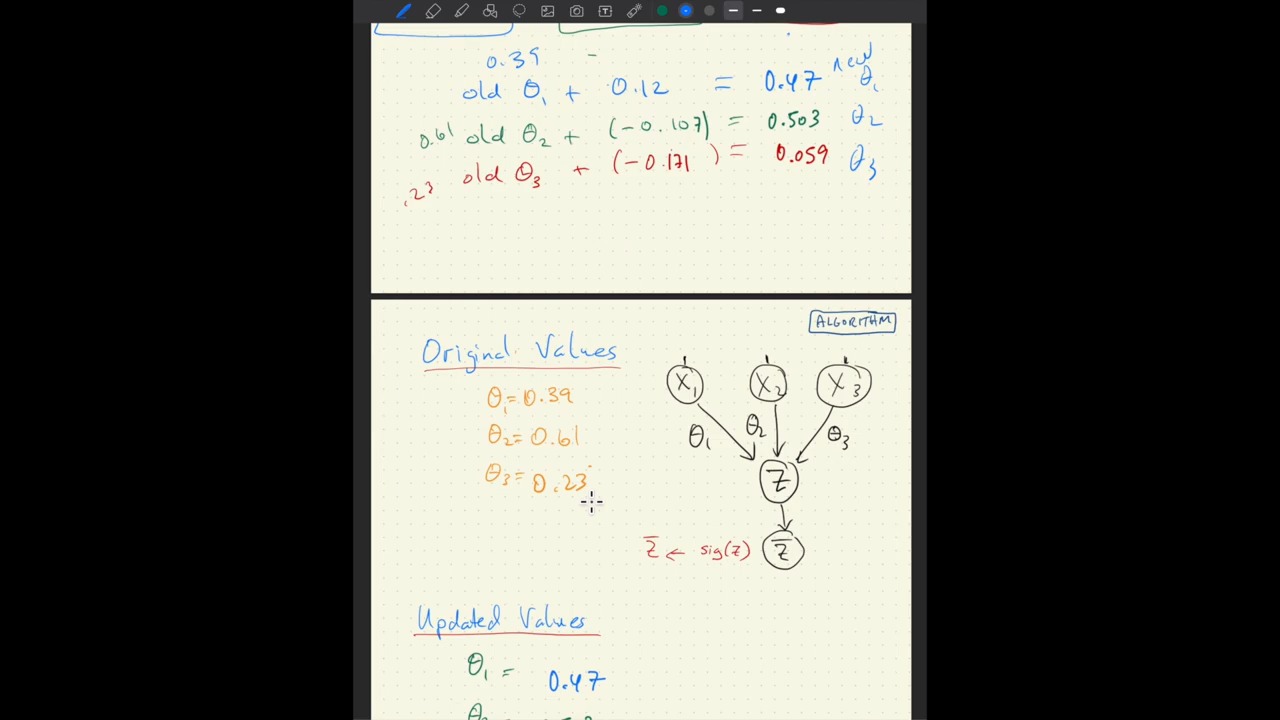 0.39 -
old θ₁ + 0.12 = 0.47 new θ₁
0.61 old θ₂ + (-0.107) = 0.503 θ₂
.23 old θ₃ + (-0.171) = 0.059 θ₃
ALGORITHM
Original Values
θ₁ = 0.39
θ₂ = 0.61
θ₃ = 0.23
X₁ X₂ X₃
θ₁ θ₂ θ₃
Z
z̄ ← sig(z) z̄
Updated Values
θ₁ = 0.47